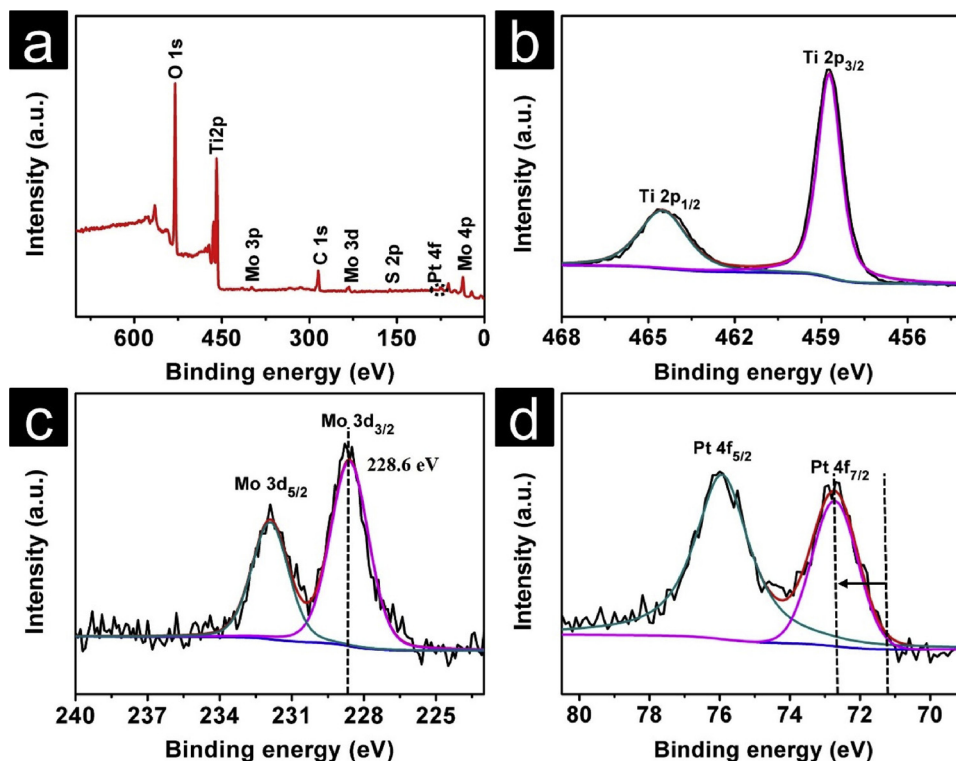 a
Intensity (a.u.)
O 1s
Ti2p
Mo 3p
C 1s
Mo 3d
S 2p
Pt 4f
Mo 4p
600 450 300 150 0
Binding energy (eV)
b
Intensity (a.u.)
Ti 2p3/2
Ti 2p1/2
468 465 462 459 456
Binding energy (eV)
c
Intensity (a.u.)
Mo 3d3/2
228.6 eV
Mo 3d5/2
240 237 234 231 228 225
Binding energy (eV)
d
Intensity (a.u.)
Pt 4f5/2
Pt 4f7/2
80 78 76 74 72 70
Binding energy (eV)